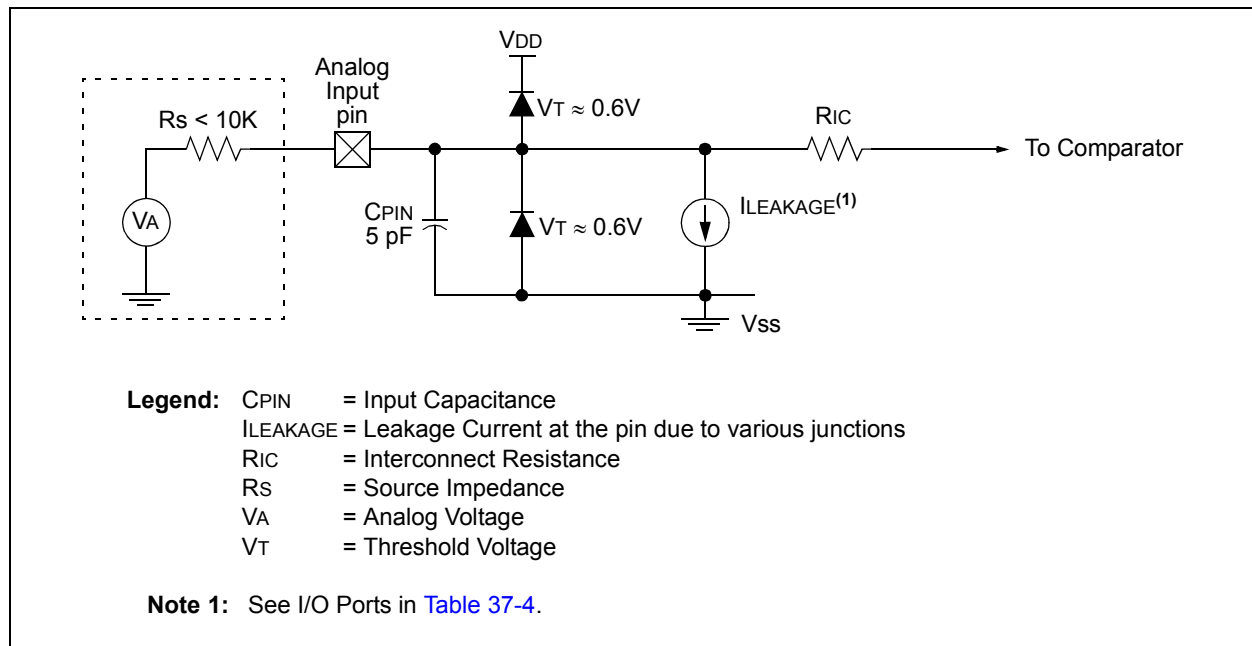 VDD
Analog
Input
pin
Rs < 10K
VT ≈ 0.6V
RIC
To Comparator
VA
CPIN
5 pF
VT ≈ 0.6V
ILEAKAGE(1)
Vss
Legend: CPIN = Input Capacitance
ILEAKAGE = Leakage Current at the pin due to various junctions
RIC = Interconnect Resistance
RS = Source Impedance
VA = Analog Voltage
VT = Threshold Voltage
Note 1: See I/O Ports in Table 37-4.